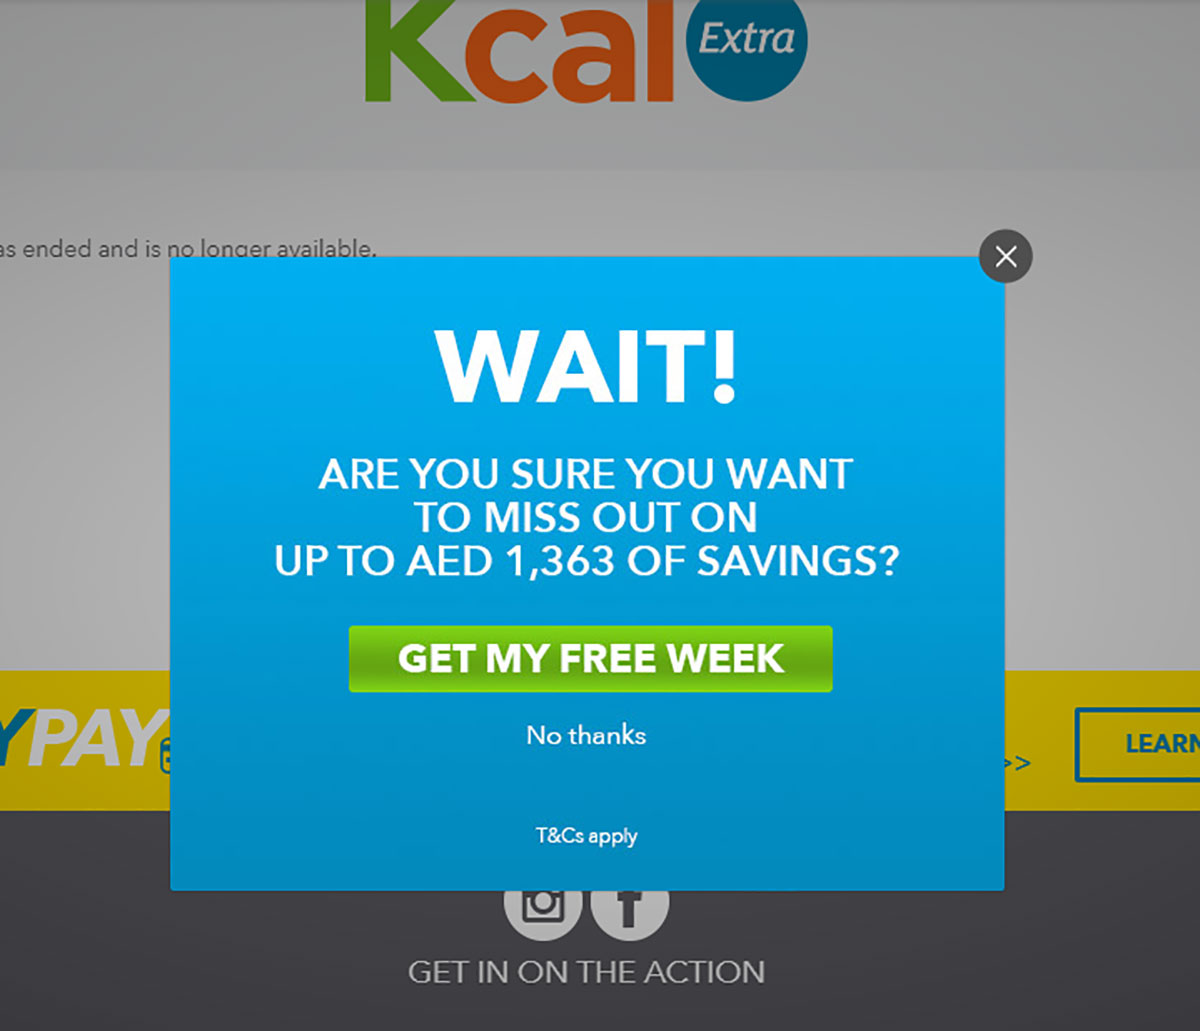 Kcal Extra
as ended and is no longer available.
WAIT!
ARE YOU SURE YOU WANT
TO MISS OUT ON
UP TO AED 1,363 OF SAVINGS?
GET MY FREE WEEK
No thanks
T&Cs apply
YPAY
>>
LEARN
GET IN ON THE ACTION